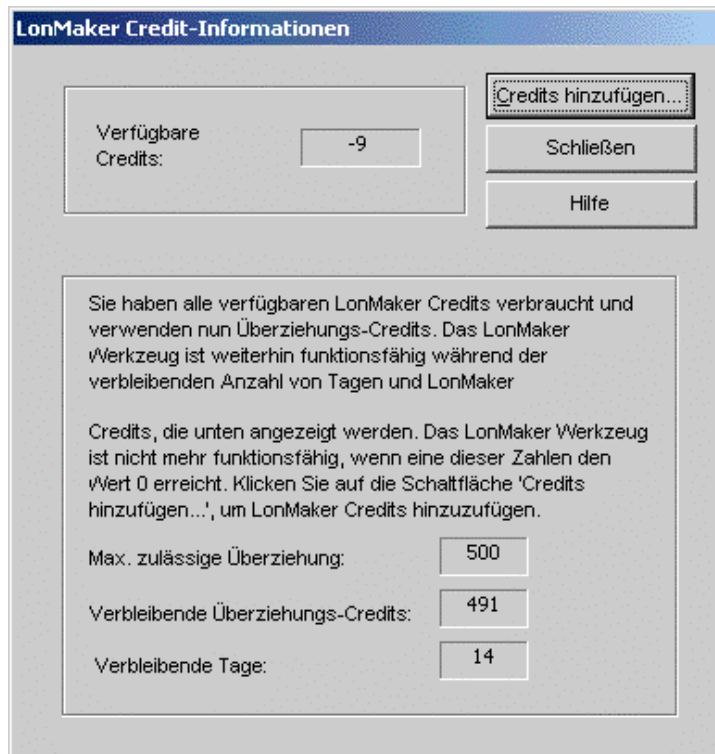 LonMaker Credit-Informationen
Credits hinzufügen...
Verfügbare
Credits:
-9
Schließen
Hilfe
Sie haben alle verfügbaren LonMaker Credits verbraucht und
verwenden nun Überziehungs-Credits. Das LonMaker
Werkzeug ist weiterhin funktionsfähig während der
verbleibenden Anzahl von Tagen und LonMaker
Credits, die unten angezeigt werden. Das LonMaker Werkzeug
ist nicht mehr funktionsfähig, wenn eine dieser Zahlen den
Wert 0 erreicht. Klicken Sie auf die Schaltfläche 'Credits
hinzufügen...', um LonMaker Credits hinzuzufügen.
Max. zulässige Überziehung: 500
Verbleibende Überziehungs-Credits: 491
Verbleibende Tage: 14